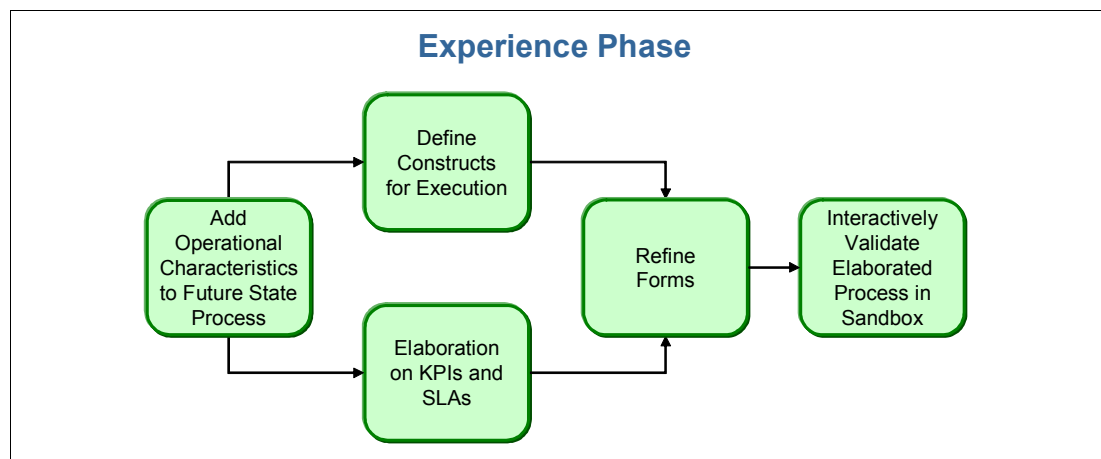 Experience Phase
Define
Constructs
for Execution
Add
Operational
Characteristics
to Future State
Process
Elaboration
on KPIs and
SLAs
Refine
Forms
Interactively
Validate
Elaborated
Process in
Sandbox